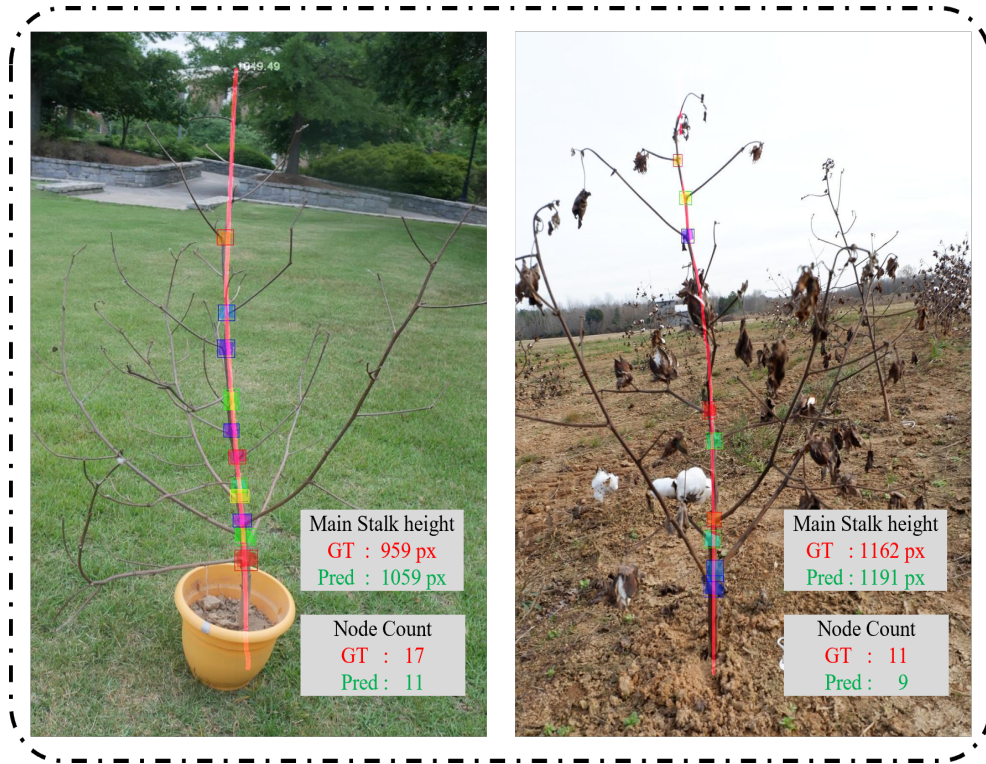 1049.49
Main Stalk height
GT : 959 px
Pred : 1059 px
Node Count
GT : 17
Pred : 11
Main Stalk height
GT : 1162 px
Pred : 1191 px
Node Count
GT : 11
Pred : 9